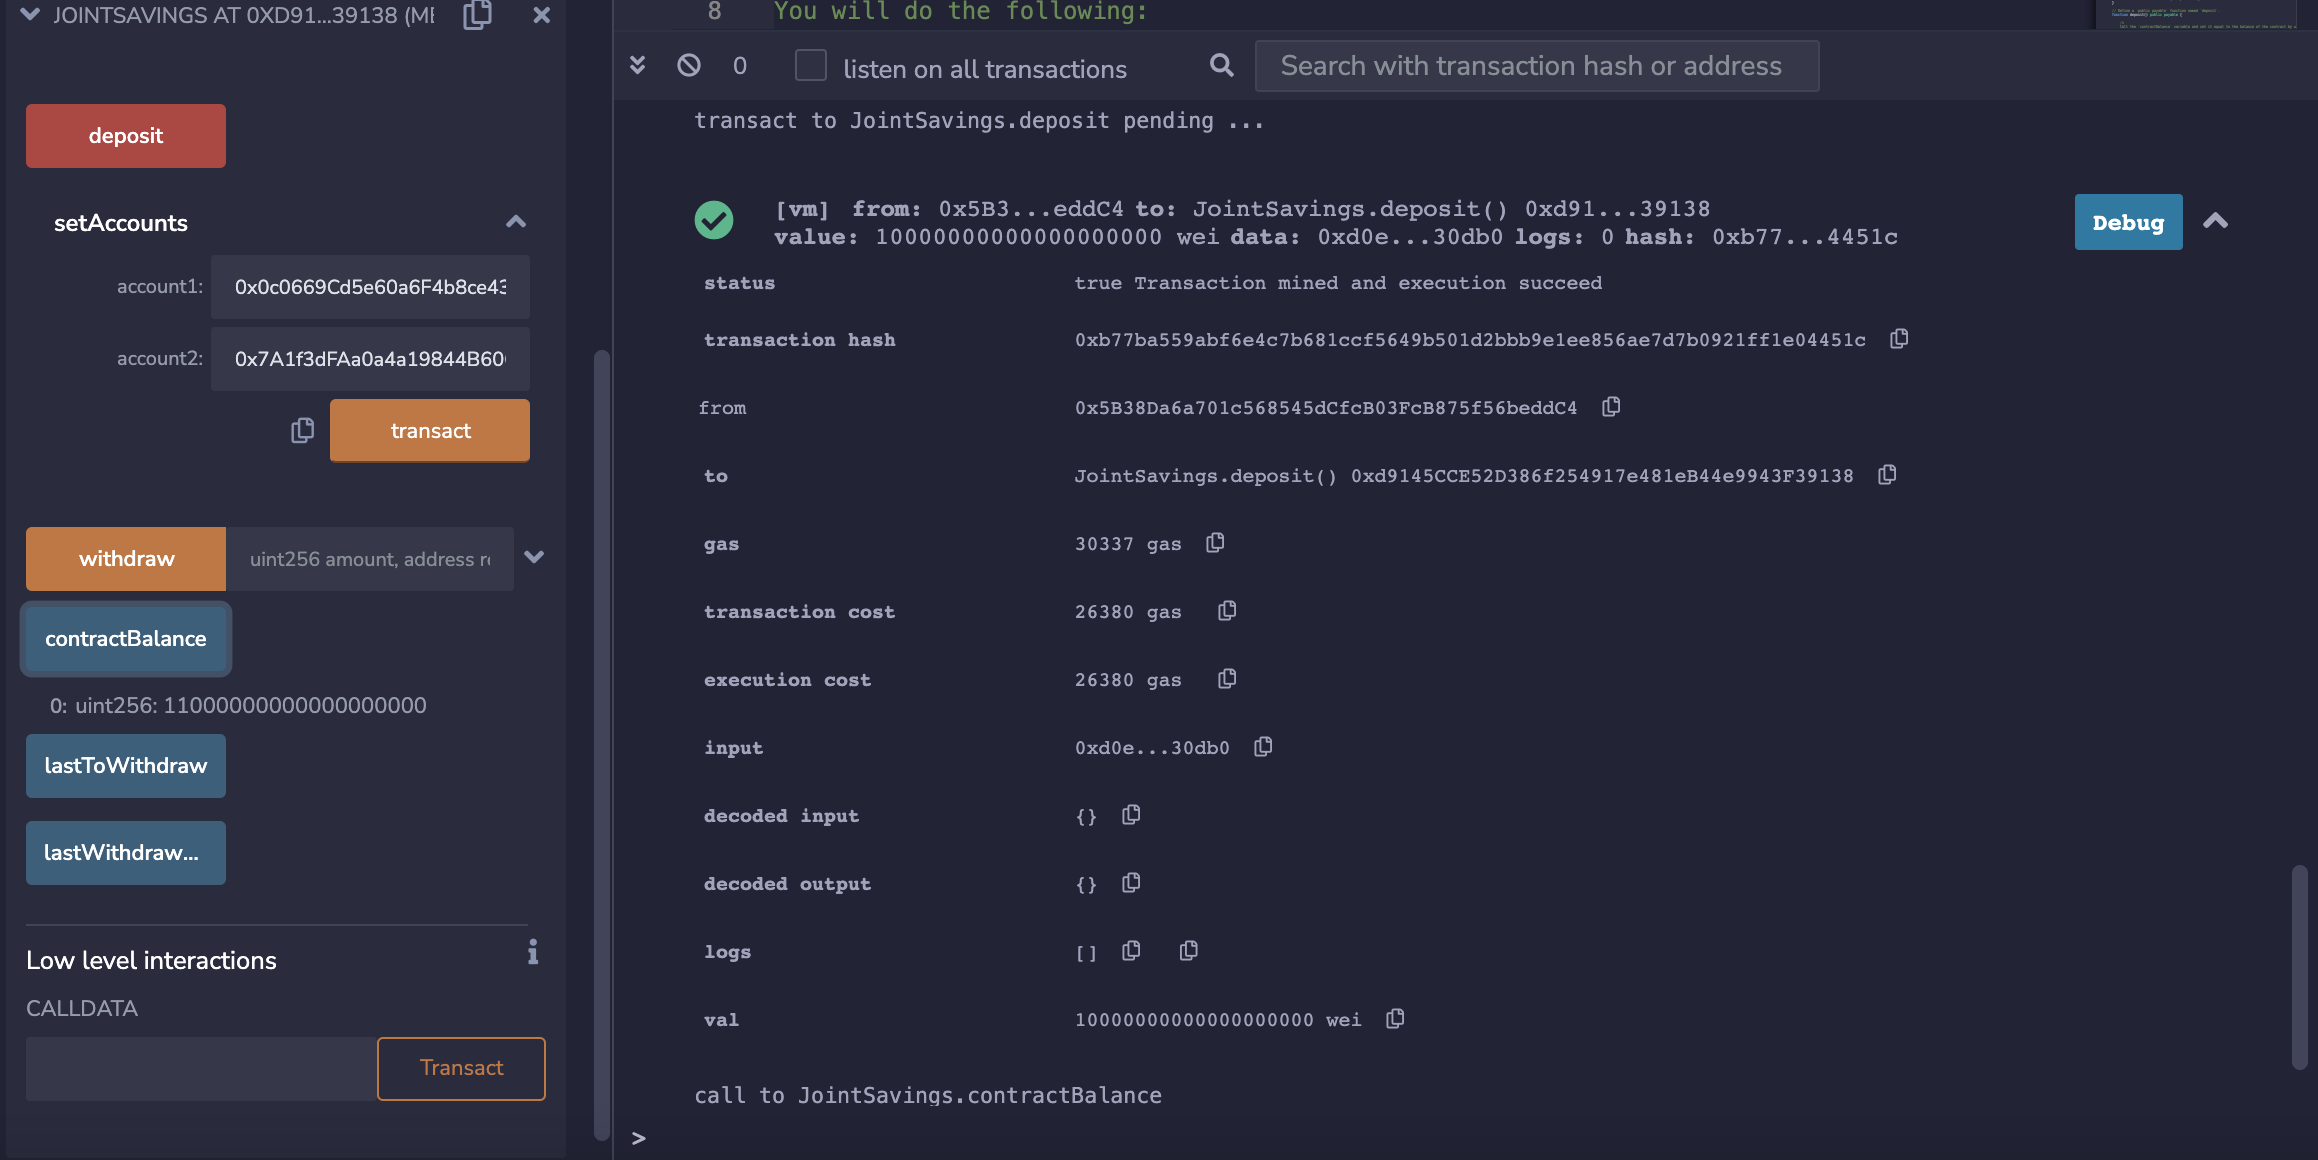 JOINTSAVINGS AT 0XD91...39138 (ME
deposit
setAccounts
account1: 0x0c0669Cd5e60a6F4b8ce43
account2: 0x7A1f3dFAa0a4a19844B60
transact
withdraw uint256 amount, address re
contractBalance
0: uint256: 11000000000000000000
lastToWithdraw
lastWithdraw...
Low level interactions
CALLDATA
Transact
8 You will do the following:
0 listen on all transactions Search with transaction hash or address
transact to JointSavings.deposit pending ...
[vm] from: 0x5B3...eddC4 to: JointSavings.deposit() 0xd91...39138
value: 10000000000000000000 wei data: 0xd0e...30db0 logs: 0 hash: 0xb77...4451c
Debug
status true Transaction mined and execution succeed
transaction hash 0xb77ba559abf6e4c7b681ccf5649b501d2bbb9e1ee856ae7d7b0921ff1e04451c
from 0x5B38Da6a701c568545dCfcB03FcB875f56beddC4
to JointSavings.deposit() 0xd9145CCE52D386f254917e481eB44e9943F39138
gas 30337 gas
transaction cost 26380 gas
execution cost 26380 gas
input 0xd0e...30db0
decoded input {}
decoded output {}
logs []
val 10000000000000000000 wei
call to JointSavings.contractBalance
>